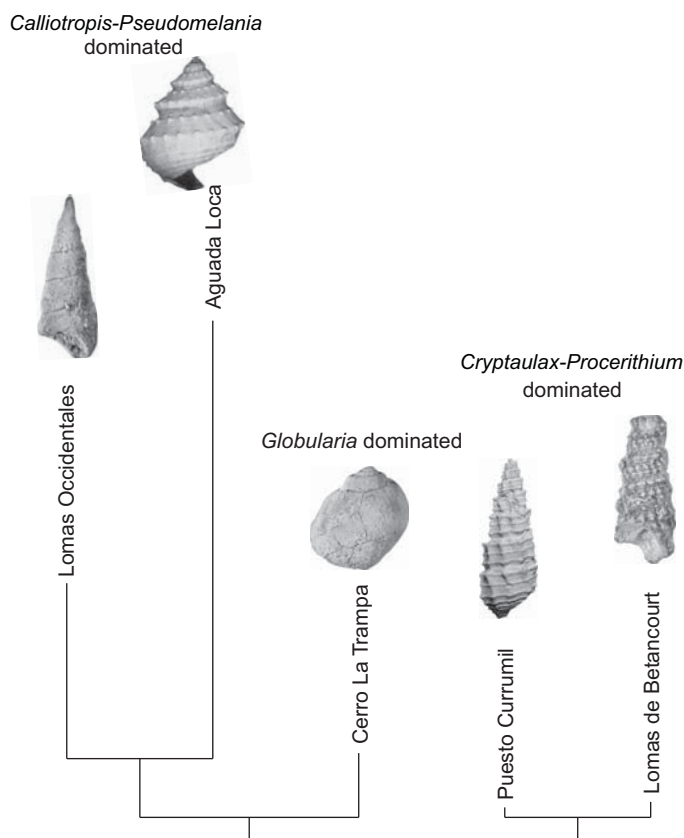 Calliotropis-Pseudomelania
dominated
Aguada Loca
Lomas Occidentales
Globularia dominated
Cerro La Trampa
Cryptaulax-Procerithium
dominated
Puesto Currumil
Lomas de Betancourt